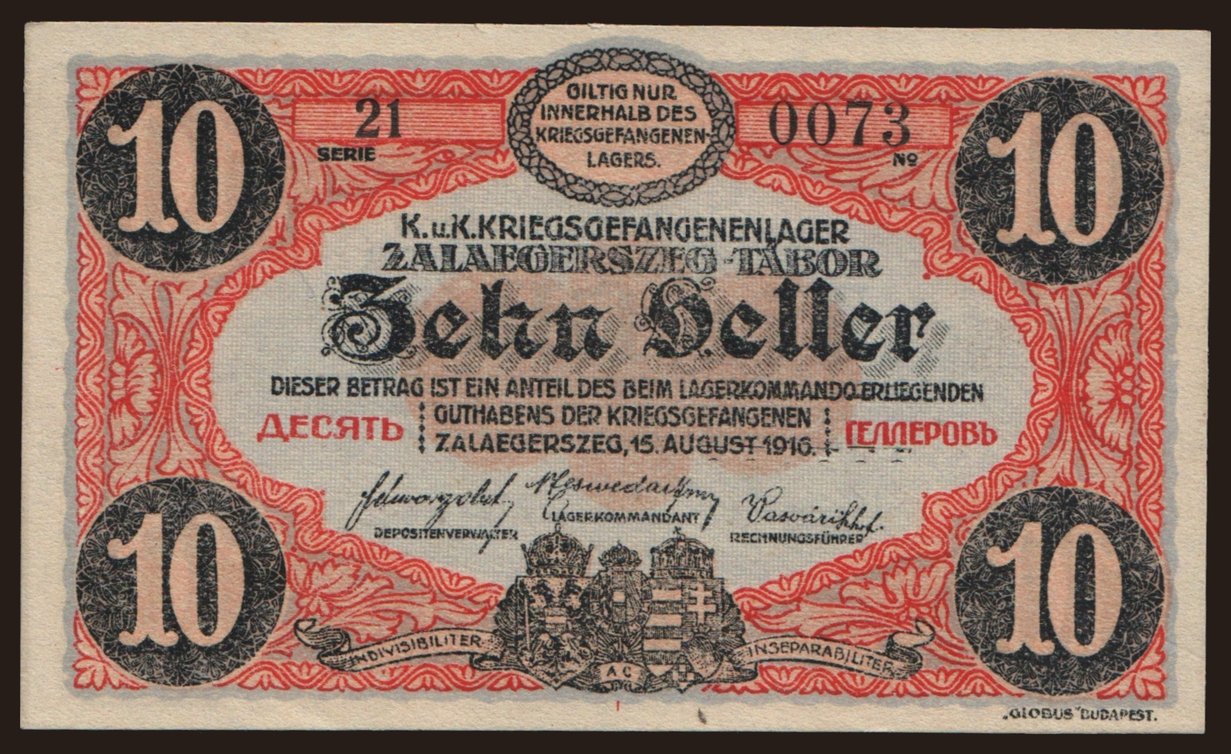 10
10
21
SERIE
GILTIG NUR
INNERHALB DES
KRIEGSGEFANGENEN-
LAGERS.
0073
No
K.u.K.KRIEGSGEFANGENENLAGER
ZALAEGERSZEG-TÁBOR
Zehn Heller
DIESER BETRAG IST EIN ANTEIL DES BEIM LAGERKOMMANDO ERLIEGENDEN
GUTHABENS DER KRIEGSGEFANGENEN
ДЕСЯТЬ
ГЕЛЛЕРОВЪ
ZALAEGERSZEG, 15. AUGUST 1916.
DEPOSITENVERWALTER
LAGERKOMMANDANT
Vasvári
RECHNUNGSFÜHRER
10
10
INDIVISIBILITER
AC
INSEPARABILITER
„GLOBUS" BUDAPEST.